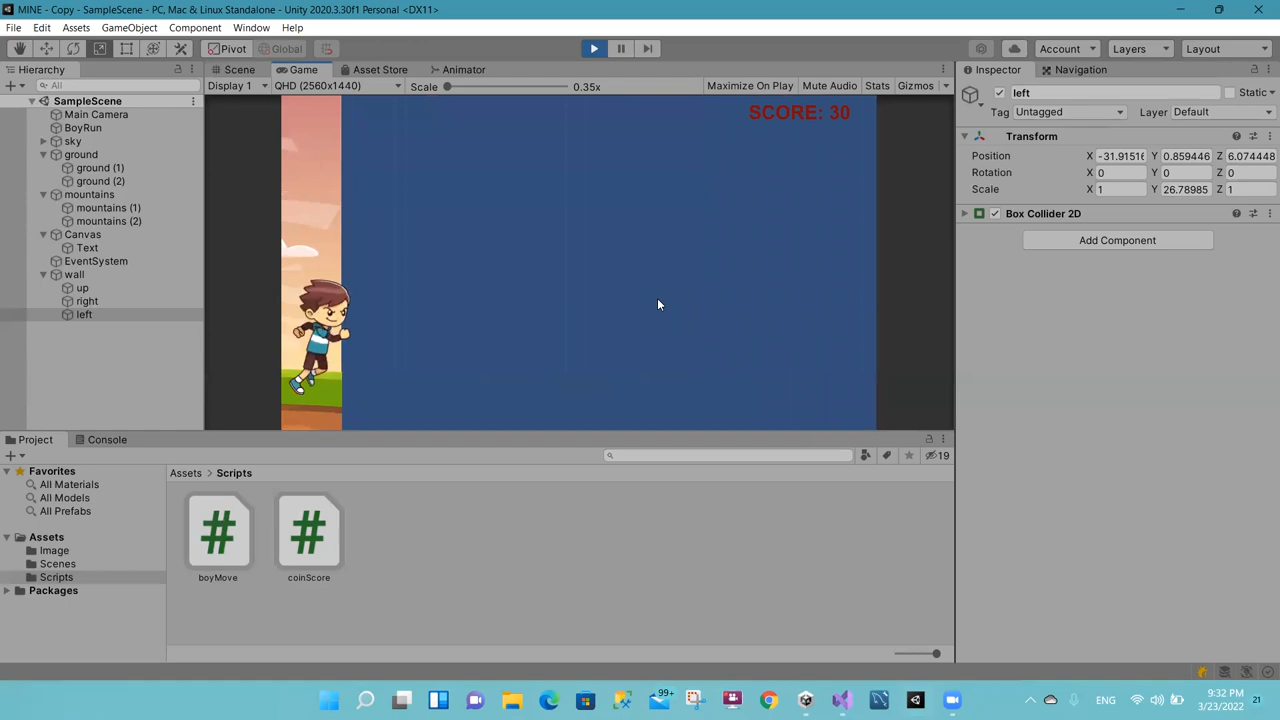 MINE - Copy - SampleScene - PC, Mac & Linux Standalone - Unity 2020.3.30f1 Personal <DX11>
File Edit Assets GameObject Component Window Help
Pivot Global Account Layers Layout
Hierarchy Scene Game Asset Store Animator Inspector Navigation
All Display 1 QHD (2560x1440) Scale 0.35x Maximize On Play Mute Audio Stats Gizmos left Static
SampleScene
Main Camera
BoyRun
sky
ground
ground (1)
ground (2)
mountains
mountains (1)
mountains (2)
Canvas
Text
EventSystem
wall
up
right
left
SCORE: 30
Tag Untagged Layer Default
Transform
Position X -31.9151 Y 0.859446 Z 6.074448
Rotation X 0 Y 0 Z 0
Scale X 1 Y 26.78985 Z 1
Box Collider 2D
Add Component
Project Console
19
Favorites
All Materials
All Models
All Prefabs
Assets
Image
Scenes
Scripts
Packages
Assets > Scripts
boyMove coinScore
99+
ENG
9:32 PM
3/23/2022
21